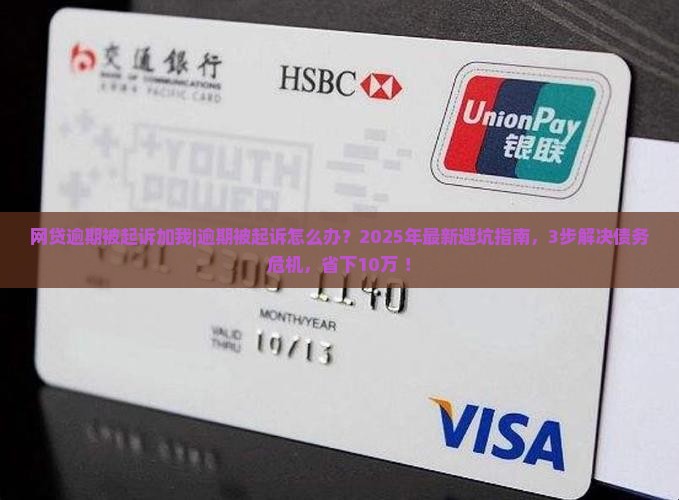 交通銀行
BANK OF COMMUNICATIONS
PACIFIC CARD
HSBC
UnionPay
银联
YOUTH
POWER
网贷逾期被起诉加我|逾期被起诉怎么办？2025年最新避坑指南，3步解决债务
危机，省下10万！
MONTH/YEAR
VALID
THRU
10/13
VISA